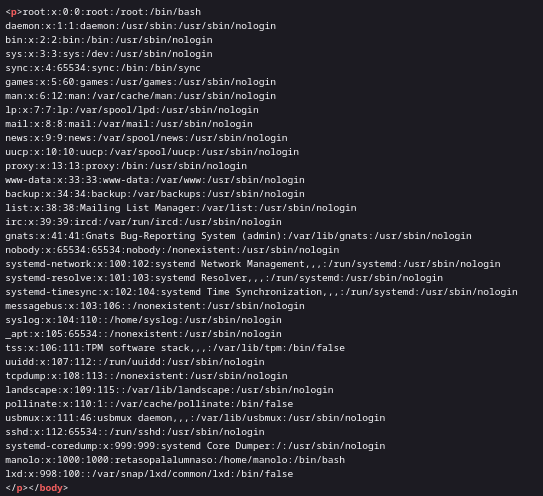 <p>root:x:0:0:root:/root:/bin/bash
daemon:x:1:1:daemon:/usr/sbin:/usr/sbin/nologin
bin:x:2:2:bin:/bin:/usr/sbin/nologin
sys:x:3:3:sys:/dev:/usr/sbin/nologin
sync:x:4:65534:sync:/bin:/bin/sync
games:x:5:60:games:/usr/games:/usr/sbin/nologin
man:x:6:12:man:/var/cache/man:/usr/sbin/nologin
lp:x:7:7:lp:/var/spool/lpd:/usr/sbin/nologin
mail:x:8:8:mail:/var/mail:/usr/sbin/nologin
news:x:9:9:news:/var/spool/news:/usr/sbin/nologin
uucp:x:10:10:uucp:/var/spool/uucp:/usr/sbin/nologin
proxy:x:13:13:proxy:/bin:/usr/sbin/nologin
www-data:x:33:33:www-data:/var/www:/usr/sbin/nologin
backup:x:34:34:backup:/var/backups:/usr/sbin/nologin
list:x:38:38:Mailing List Manager:/var/list:/usr/sbin/nologin
irc:x:39:39:ircd:/var/run/ircd:/usr/sbin/nologin
gnats:x:41:41:Gnats Bug-Reporting System (admin):/var/lib/gnats:/usr/sbin/nologin
nobody:x:65534:65534:nobody:/nonexistent:/usr/sbin/nologin
systemd-network:x:100:102:systemd Network Management,,,:/run/systemd:/usr/sbin/nologin
systemd-resolve:x:101:103:systemd Resolver,,,:/run/systemd:/usr/sbin/nologin
systemd-timesync:x:102:104:systemd Time Synchronization,,,:/run/systemd:/usr/sbin/nologin
messagebus:x:103:106::/nonexistent:/usr/sbin/nologin
syslog:x:104:110::/home/syslog:/usr/sbin/nologin
_apt:x:105:65534::/nonexistent:/usr/sbin/nologin
tss:x:106:111:TPM software stack,,,:/var/lib/tpm:/bin/false
uuidd:x:107:112::/run/uuidd:/usr/sbin/nologin
tcpdump:x:108:113::/nonexistent:/usr/sbin/nologin
landscape:x:109:115::/var/lib/landscape:/usr/sbin/nologin
pollinate:x:110:1::/var/cache/pollinate:/bin/false
usbmux:x:111:46:usbmux daemon,,,:/var/lib/usbmux:/usr/sbin/nologin
sshd:x:112:65534::/run/sshd:/usr/sbin/nologin
systemd-coredump:x:999:999:systemd Core Dumper:/:/usr/sbin/nologin
manolo:x:1000:1000:retasopalalumnaso:/home/manolo:/bin/bash
lxd:x:998:100::/var/snap/lxd/common/lxd:/bin/false
</p></body>